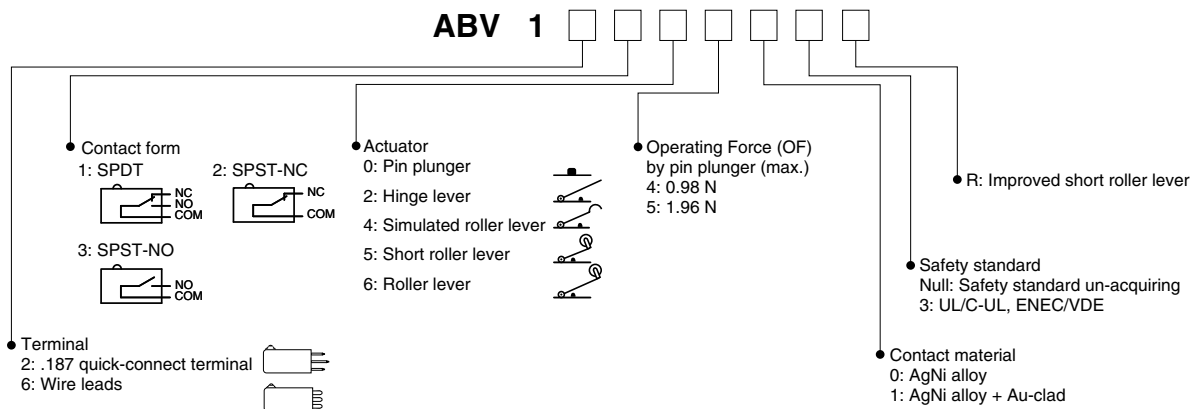 ABV 1
Contact form
1: SPDT
NC
NO
COM
2: SPST-NC
NC
COM
3: SPST-NO
NO
COM
Actuator
0: Pin plunger
2: Hinge lever
4: Simulated roller lever
5: Short roller lever
6: Roller lever
Operating Force (OF)
by pin plunger (max.)
4: 0.98 N
5: 1.96 N
R: Improved short roller lever
Safety standard
Null: Safety standard un-acquiring
3: UL/C-UL, ENEC/VDE
Terminal
2: .187 quick-connect terminal
6: Wire leads
Contact material
0: AgNi alloy
1: AgNi alloy + Au-clad